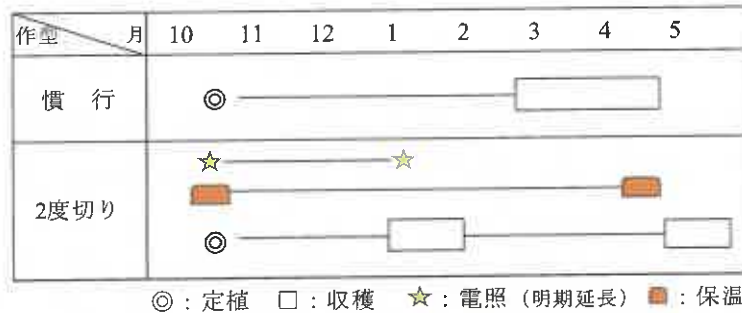 作型 月 10 11 12 1 2 3 4 5
慣 行
2度切り
◎：定植 □：収穫 ☆：電照（明期延長） ：保温